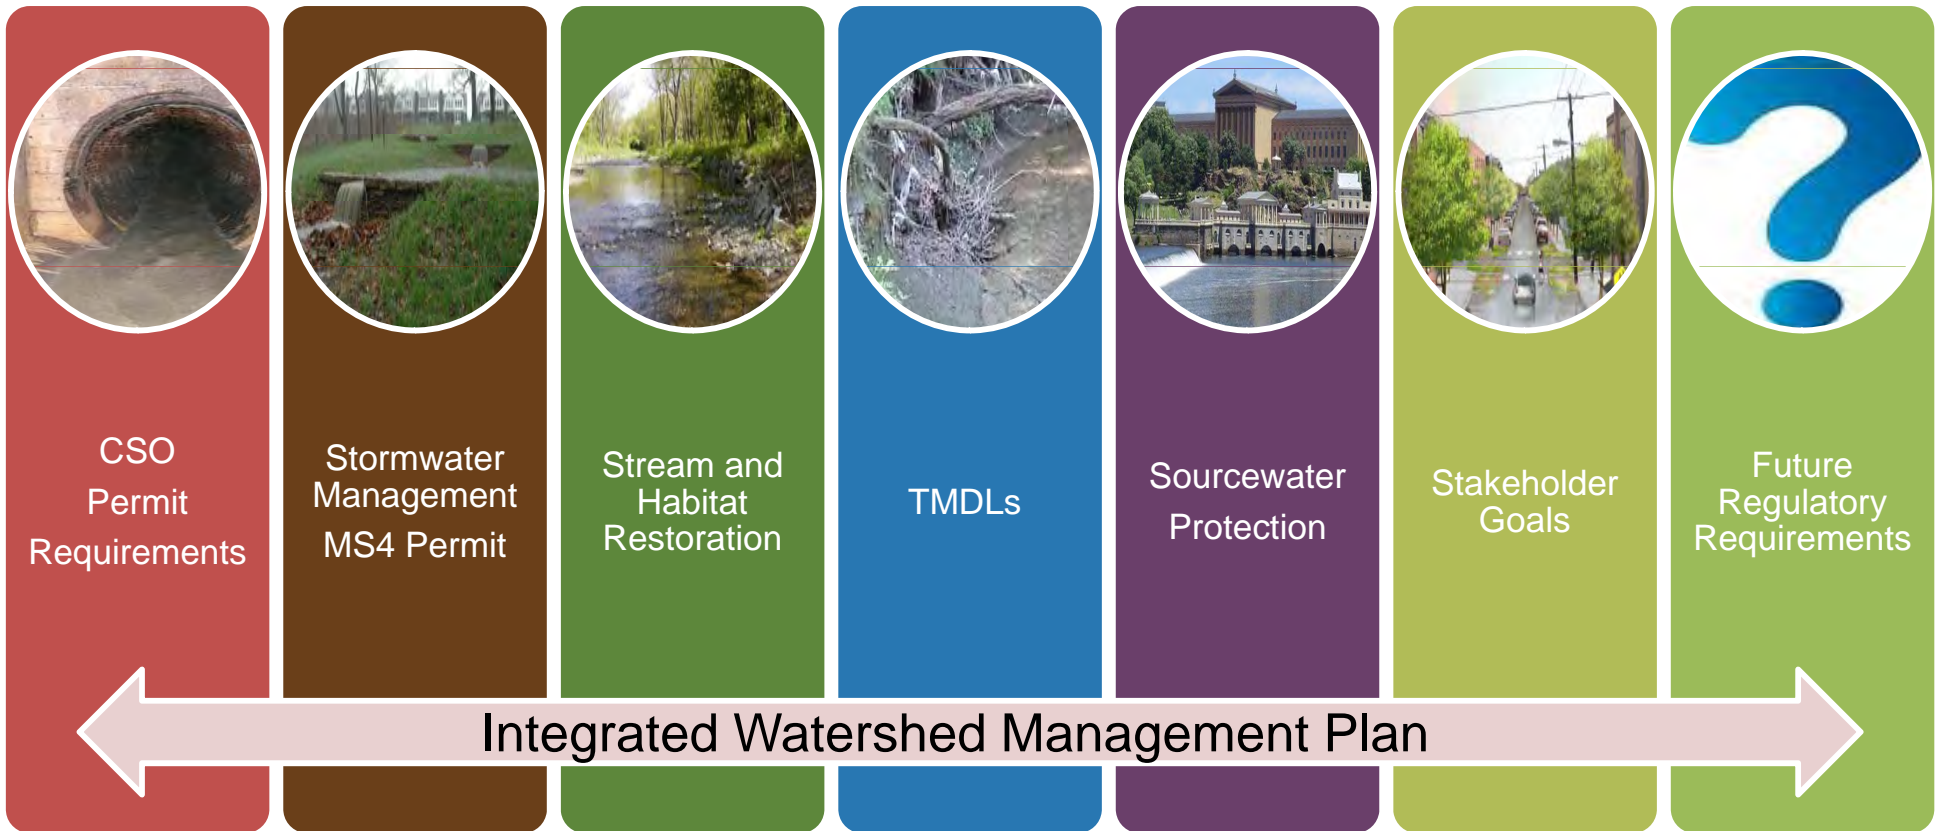 CSO
Permit
Requirements
Stormwater
Management
MS4 Permit
Stream and
Habitat
Restoration
TMDLs
Sourcewater
Protection
Stakeholder
Goals
Future
Regulatory
Requirements
Integrated Watershed Management Plan